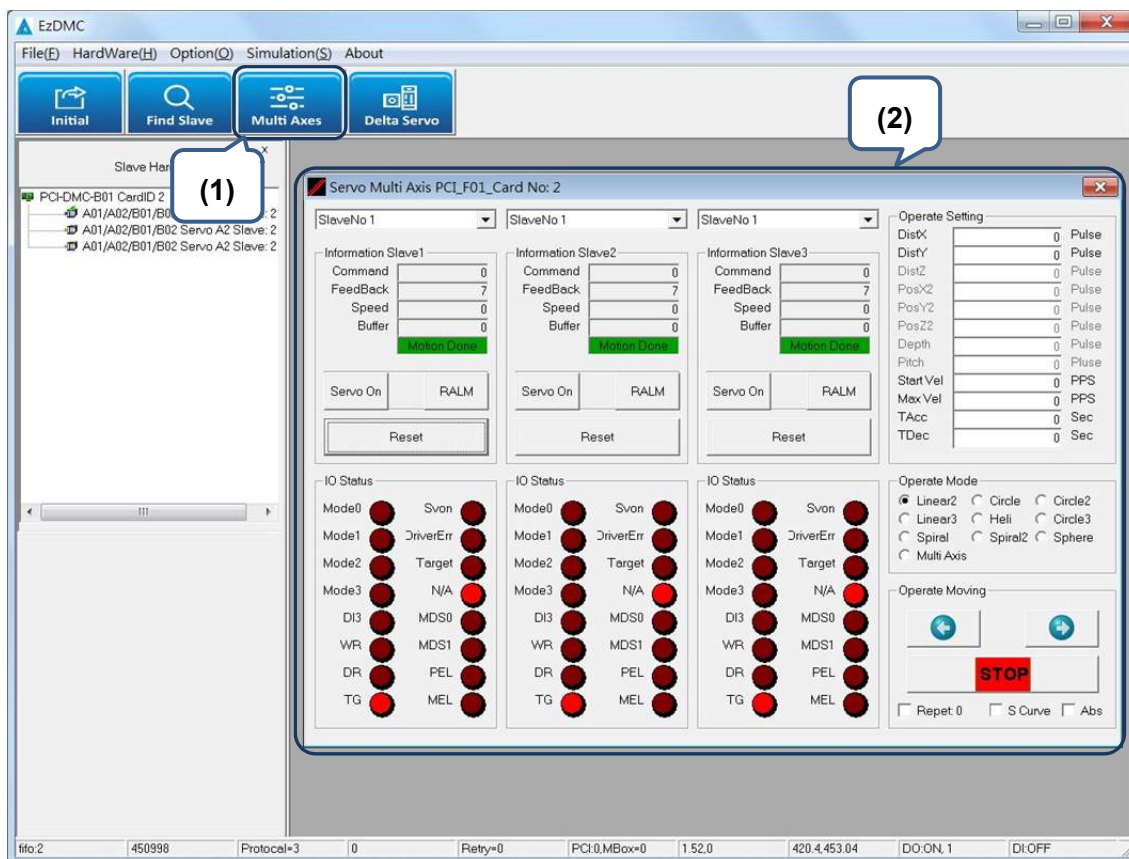 EzDMC
File(F) HardWare(H) Option(O) Simulation(S) About
Initial Find Slave Multi Axes Delta Servo
(1)
(2)
x
Slave Har
PCI-DMC-B01 CardID 2
A01/A02/B01/B0 Slave: 2
A01/A02/B01/B02 Servo A2 Slave: 2
A01/A02/B01/B02 Servo A2 Slave: 2
Servo Multi Axis PCI_F01_Card No: 2
SlaveNo 1 SlaveNo 1 SlaveNo 1
Information Slave1 Information Slave2 Information Slave3
Command 0 Command 0 Command 0
FeedBack 7 FeedBack 7 FeedBack 7
Speed 0 Speed 0 Speed 0
Buffer 0 Buffer 0 Buffer 0
Motion Done Motion Done Motion Done
Servo On RALM Servo On RALM Servo On RALM
Reset Reset Reset
Operate Setting
DistX 0 Pulse
DistY 0 Pulse
DistZ 0 Pulse
PosX2 0 Pulse
PosY2 0 Pulse
PosZ2 0 Pulse
Depth 0 Pulse
Pitch 0 Pluse
Start Vel 0 PPS
Max Vel 0 PPS
TAcc 0 Sec
TDec 0 Sec
IO Status IO Status IO Status
Mode0 Svon Mode0 Svon Mode0 Svon
Mode1 DriverErr Mode1 DriverErr Mode1 DriverErr
Mode2 Target Mode2 Target Mode2 Target
Mode3 N/A Mode3 N/A Mode3 N/A
DI3 MDS0 DI3 MDS0 DI3 MDS0
WR MDS1 WR MDS1 WR MDS1
DR PEL DR PEL DR PEL
TG MEL TG MEL TG MEL
Operate Mode
Linear2 Circle Circle2
Linear3 Heli Circle3
Spiral Spiral2 Sphere
Multi Axis
Operate Moving
STOP
Repet: 0 S Curve Abs
fifo:2 450998 Protocal=3 0 Retry=0 PCI:0,MBox=0 1.52,0 420.4,453.04 DO:ON, 1 DI:OFF